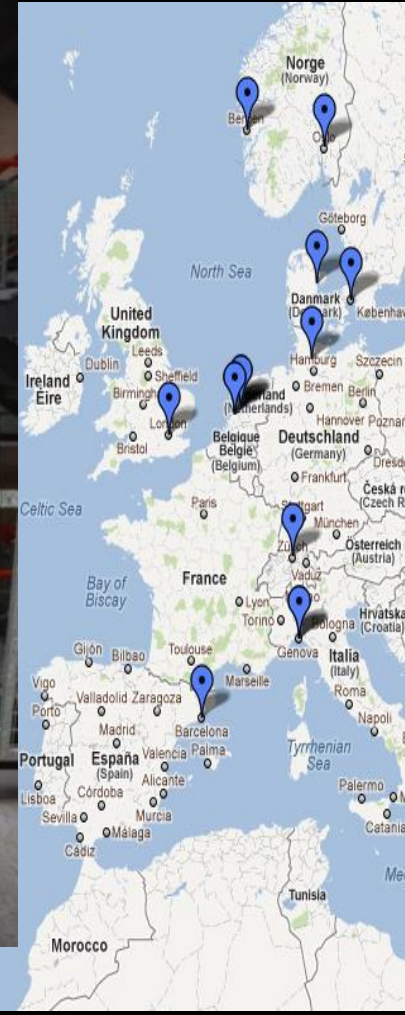 Norge
(Norway)
Bergen
Oslo
Göteborg
North Sea
Danmark
København
United
Kingdom
Hamburg
Szczecin
Leeds
Dublin
Sheffield
Ireland
Éire
Bremen
Berlin
(Netherlands)
London
Hannover
Bristol
Belgique
België
(Belgium)
Deutschland
(Germany)
Frankfurt
Celtic Sea
Paris
München
Zürich
Österreich
(Austria)
Vaduz
Bay of
Biscay
France
Lyon
Torino
Hrvatska
(Croatia)
Genova
Gijón
Bilbao
Toulouse
Marseille
Italia
(Italy)
Vigo
Porto
Valladolid
Zaragoza
Barcelona
Roma
Madrid
Napoli
Portugal
España
(Spain)
Valencia
Palma
Tyrrhenian
Sea
Lisboa
Córdoba
Alicante
Palermo
Sevilla
Murcia
Málaga
Cádiz
Catania
Tunisia
Morocco